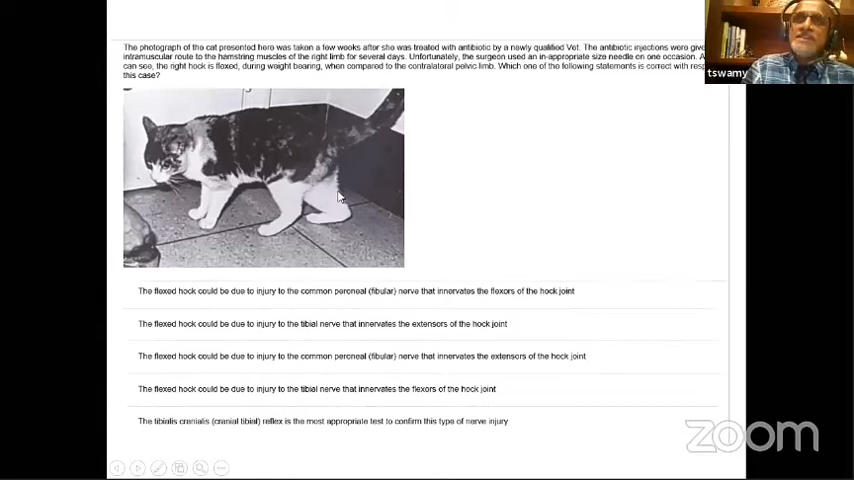 The photograph of the cat presented here was taken a few weeks after she was treated with antibiotic by a newly qualified Vet. The antibiotic injections were
intramuscular route to the hamstring muscles of the right limb for several days. Unfortunately, the surgeon used an in-appropriate size needle on one occasion.
can see, the right hock is flexed, during weight bearing, when compared to the contralateral pelvic limb. Which one of the following statements is correct with
this case?
The flexed hock could be due to injury to the common peroneal (fibular) nerve that innervates the flexors of the hock joint
The flexed hock could be due to injury to the tibial nerve that innervates the extensors of the hock joint
The flexed hock could be due to injury to the common peroneal (fibular) nerve that innervates the extensors of the hock joint
The flexed hock could be due to injury to the tibial nerve that innervates the flexors of the hock joint
The tibialis cranialis (cranial tibial) reflex is the most appropriate test to confirm this type of nerve injury
tswamy
zoom